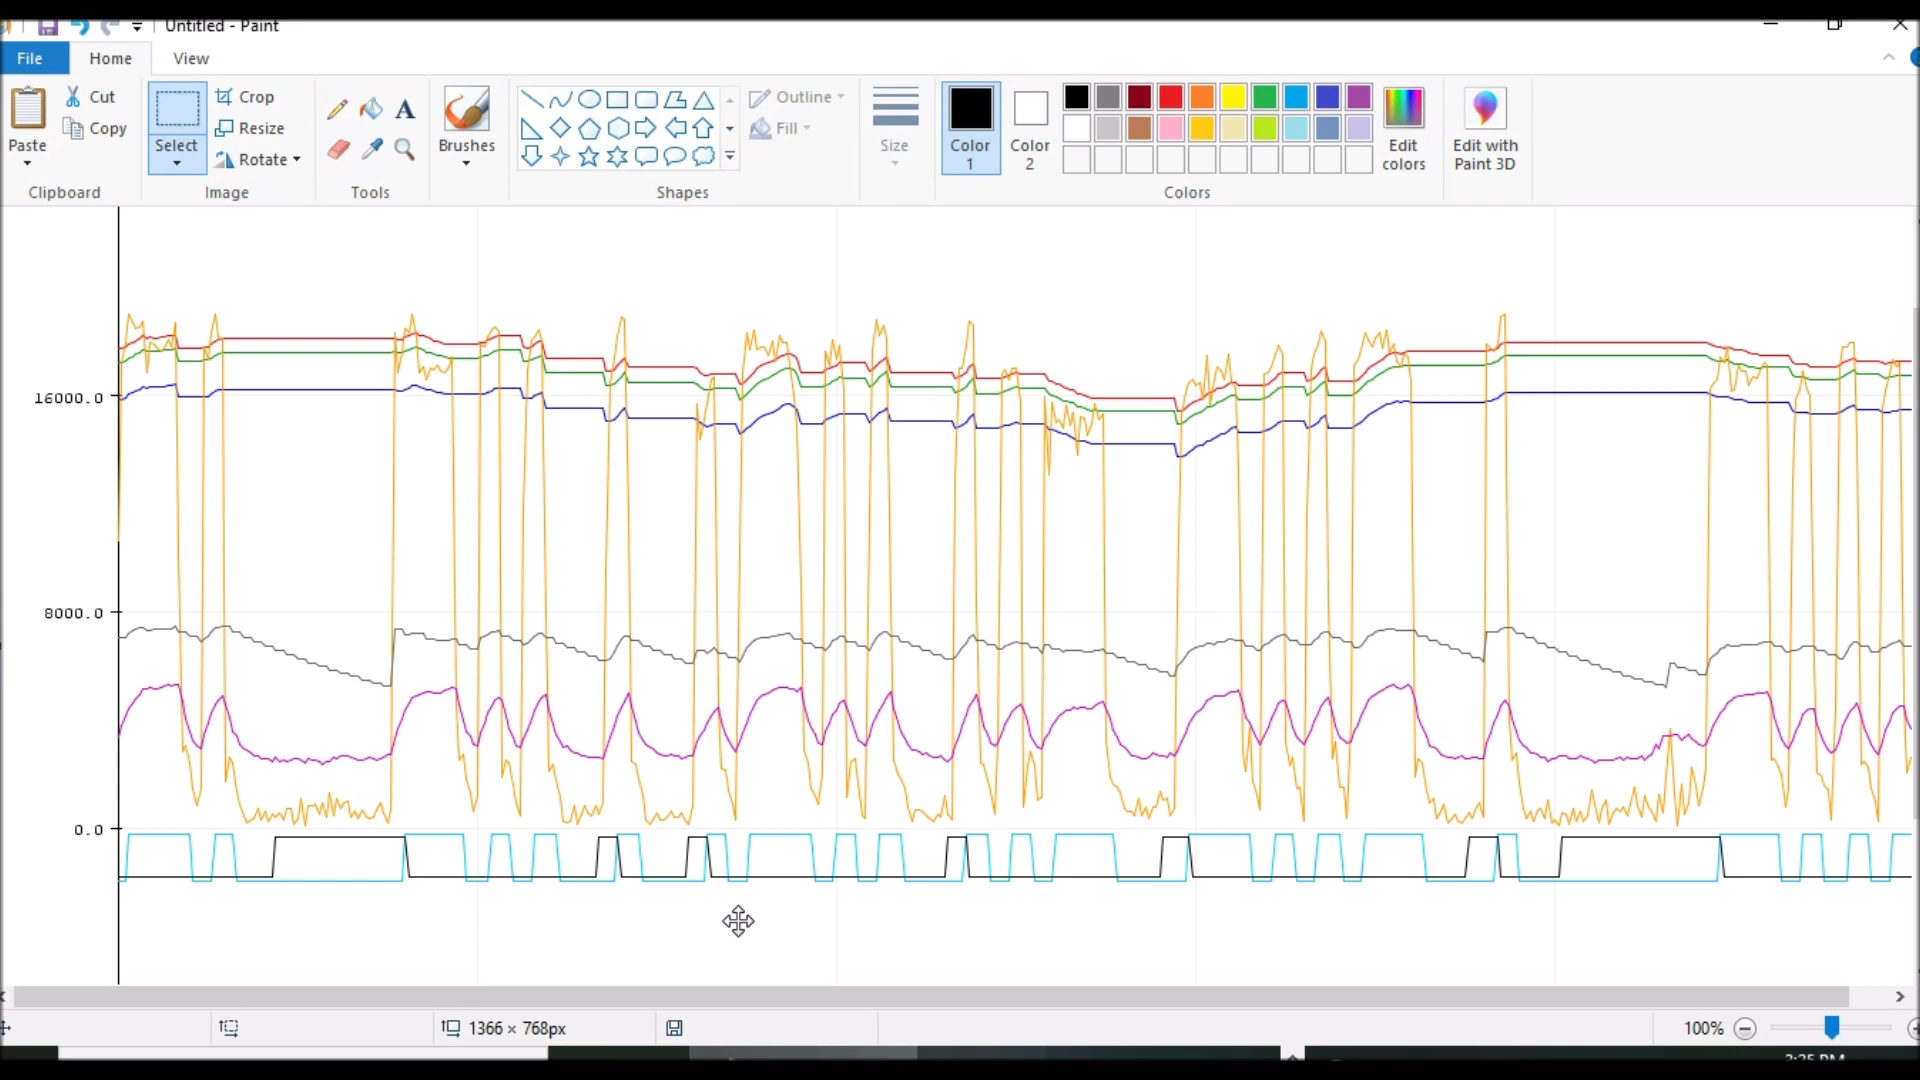 Untitled - Paint
File Home View
Cut
Copy
Paste
Clipboard
Select
Crop
Resize
Rotate
Image
A
Tools
Brushes
Shapes
Outline
Fill
Size
Color
1
Color
2
Edit
colors
Colors
Edit with
Paint 3D
16000.0
8000.0
0.0
1366 × 768px
100%